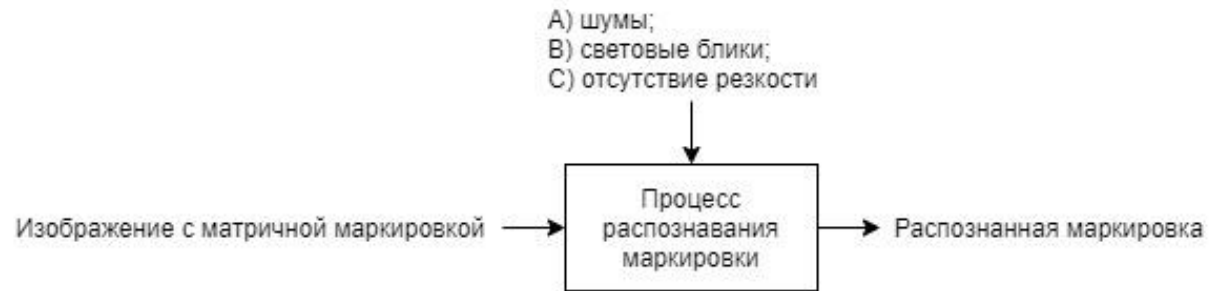 А) шумы;
В) световые блики;
С) отсутствие резкости
Изображение с матричной маркировкой
Процесс
распознавания
маркировки
Распознанная маркировка